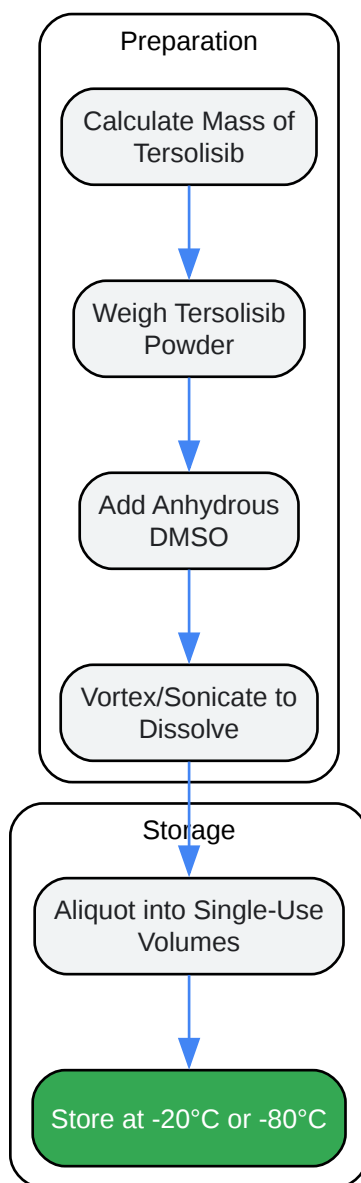 Preparation
Calculate Mass of
Tersolisib
Weigh Tersolisib
Powder
Add Anhydrous
DMSO
Vortex/Sonicate to
Dissolve
Storage
Aliquot into Single-Use
Volumes
Store at -20°C or -80°C